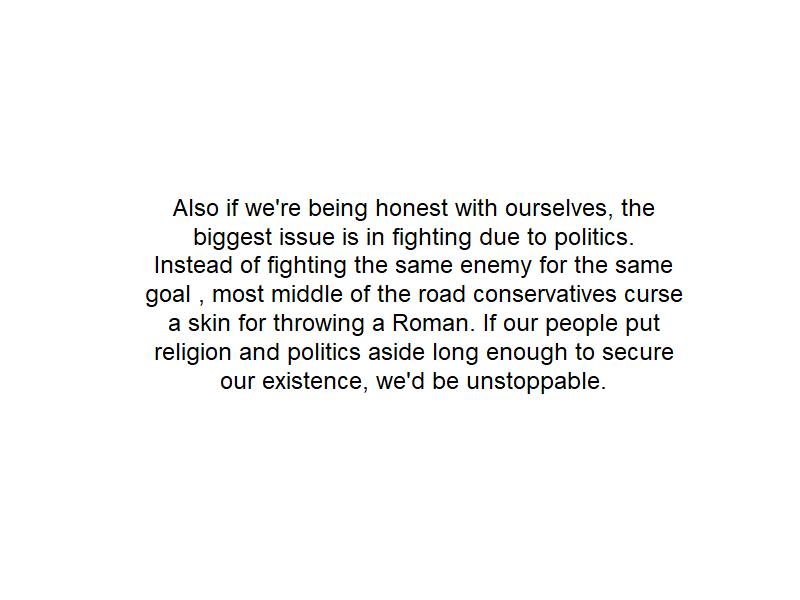 Also if we're being honest with ourselves, the
biggest issue is in fighting due to politics.
Instead of fighting the same enemy for the same
goal , most middle of the road conservatives curse
a skin for throwing a Roman. If our people put
religion and politics aside long enough to secure
our existence, we'd be unstoppable.